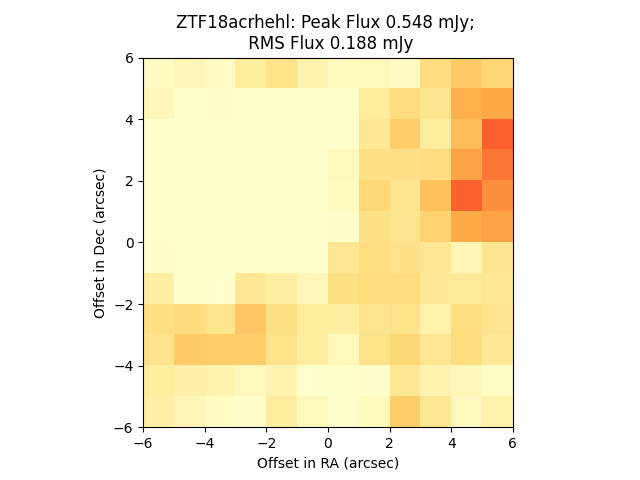 ZTF18acrhehl: Peak Flux 0.548 mJy;
RMS Flux 0.188 mJy
6
4
2
0
−2
−4
−6
Offset in Dec (arcsec)
−6 −4 −2 0 2 4 6
Offset in RA (arcsec)